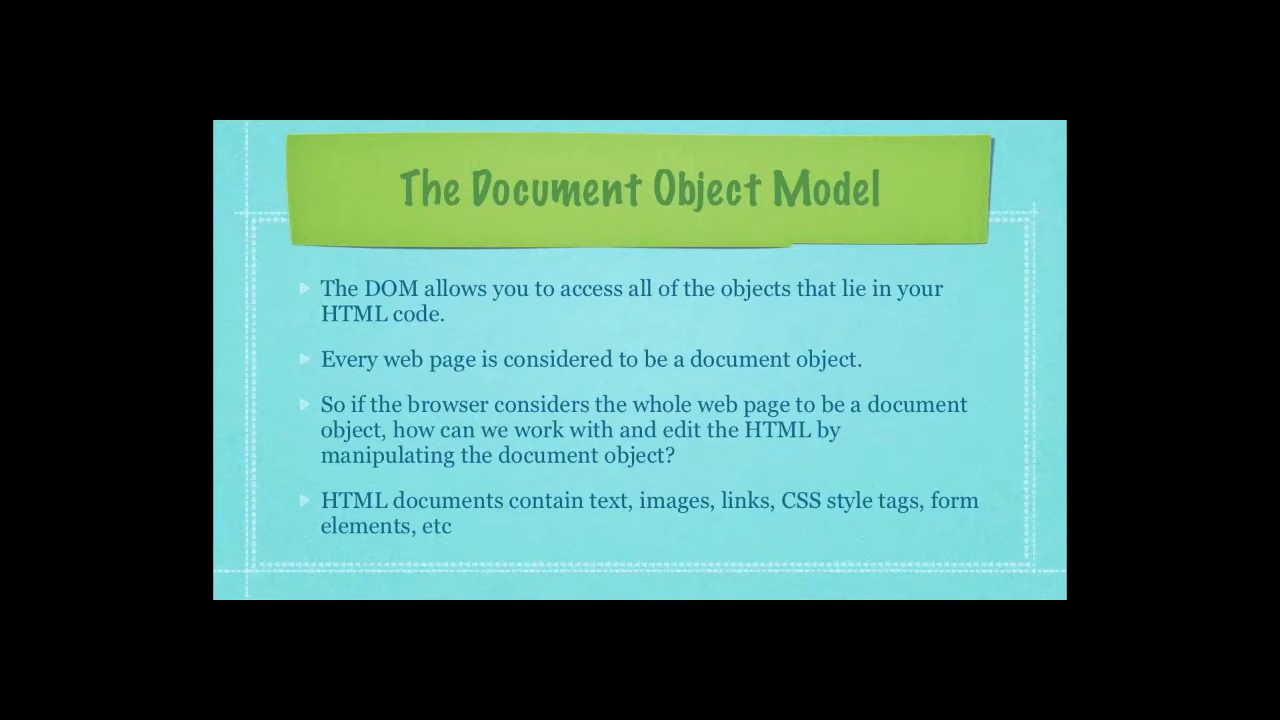 The Document Object Model
The DOM allows you to access all of the objects that lie in your
HTML code.
Every web page is considered to be a document object.
So if the browser considers the whole web page to be a document
object, how can we work with and edit the HTML by
manipulating the document object?
HTML documents contain text, images, links, CSS style tags, form
elements, etc